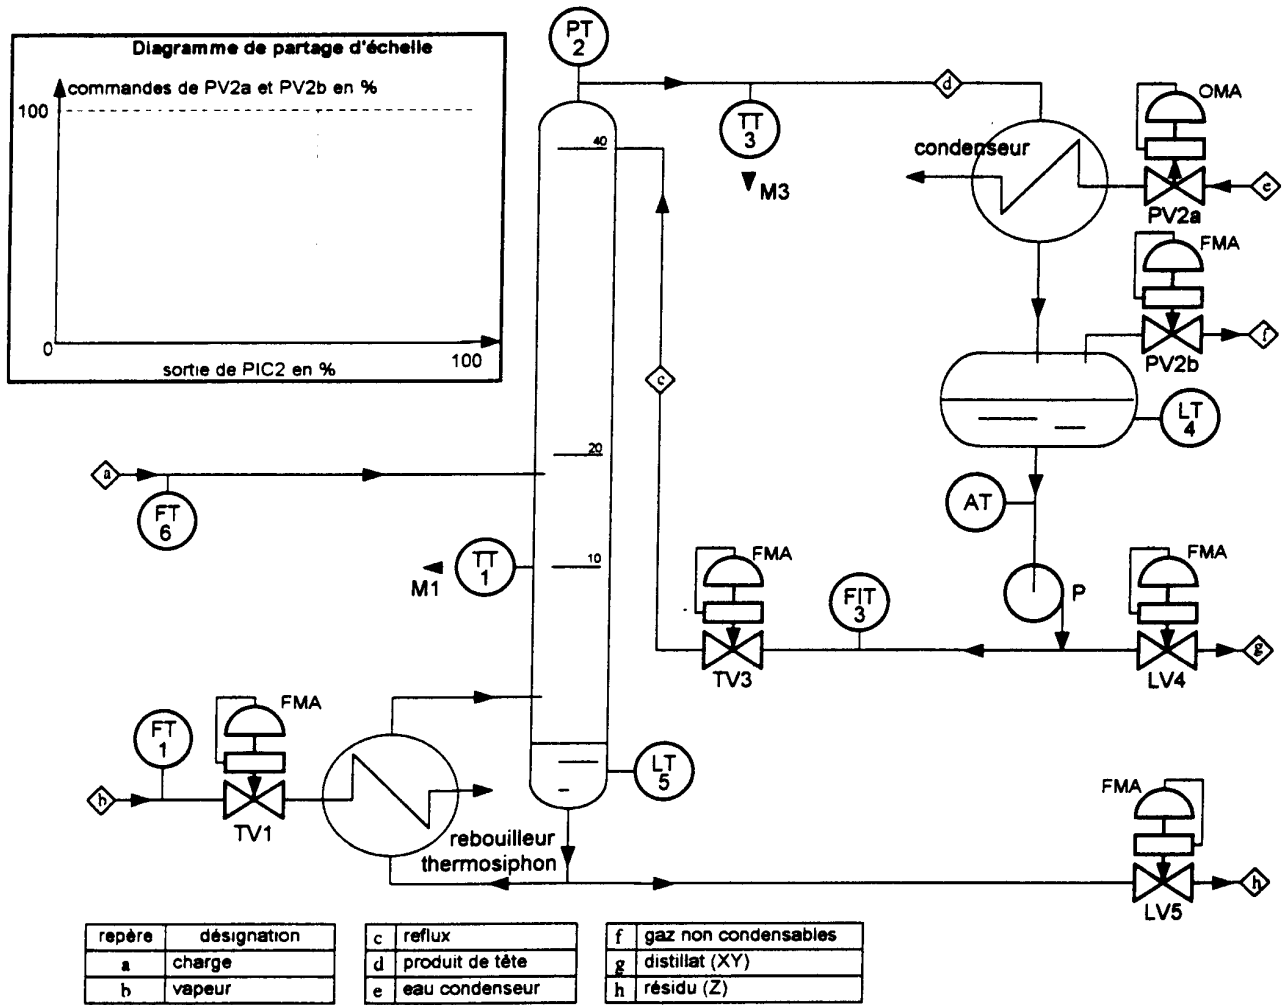 PT
2
Diagramme de partage d'échelle
commandes de PV2a et PV2b en %
100
0
100
sortie de PIC2 en %
d
TT
3
M3
40
condenseur
OMA
PV2a
e
FMA
PV2b
f
c
LT
4
20
a
FT
6
AT
TT
1
M1
10
FMA
FIT
3
P
FMA
TV3
LV4
g
FT
1
FMA
h
TV1
LT
5
rebouilleur
thermosiphon
FMA
LV5
h
repère désignation
a charge
b vapeur
c reflux
d produit de tête
e eau condenseur
f gaz non condensables
g distillat (XY)
h résidu (Z)